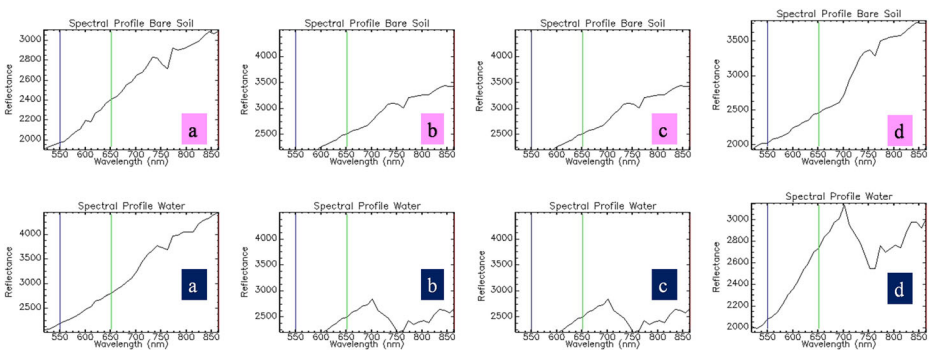 Spectral Profile Bare Soil
Reflectance
3000
2800
2600
2400
2200
2000
550 600 650 700 750 800 850
Wavelength (nm)
a
Spectral Profile Bare Soil
Reflectance
4500
4000
3500
3000
2500
550 600 650 700 750 800 850
Wavelength (nm)
b
Spectral Profile Bare Soil
Reflectance
4500
4000
3500
3000
2500
550 600 650 700 750 800 850
Wavelength (nm)
c
Spectral Profile Bare Soil
Reflectance
3500
3000
2500
2000
550 600 650 700 750 800 850
Wavelength (nm)
d
Spectral Profile Water
Reflectance
4000
3500
3000
2500
550 600 650 700 750 800 850
Wavelength (nm)
a
Spectral Profile Water
Reflectance
4000
3500
3000
2500
550 600 650 700 750 800 850
Wavelength (nm)
b
Spectral Profile Water
Reflectance
4000
3500
3000
2500
550 600 650 700 750 800 850
Wavelength (nm)
c
Spectral Profile Water
Reflectance
3000
2800
2600
2400
2200
2000
550 600 650 700 750 800 850
Wavelength (nm)
d